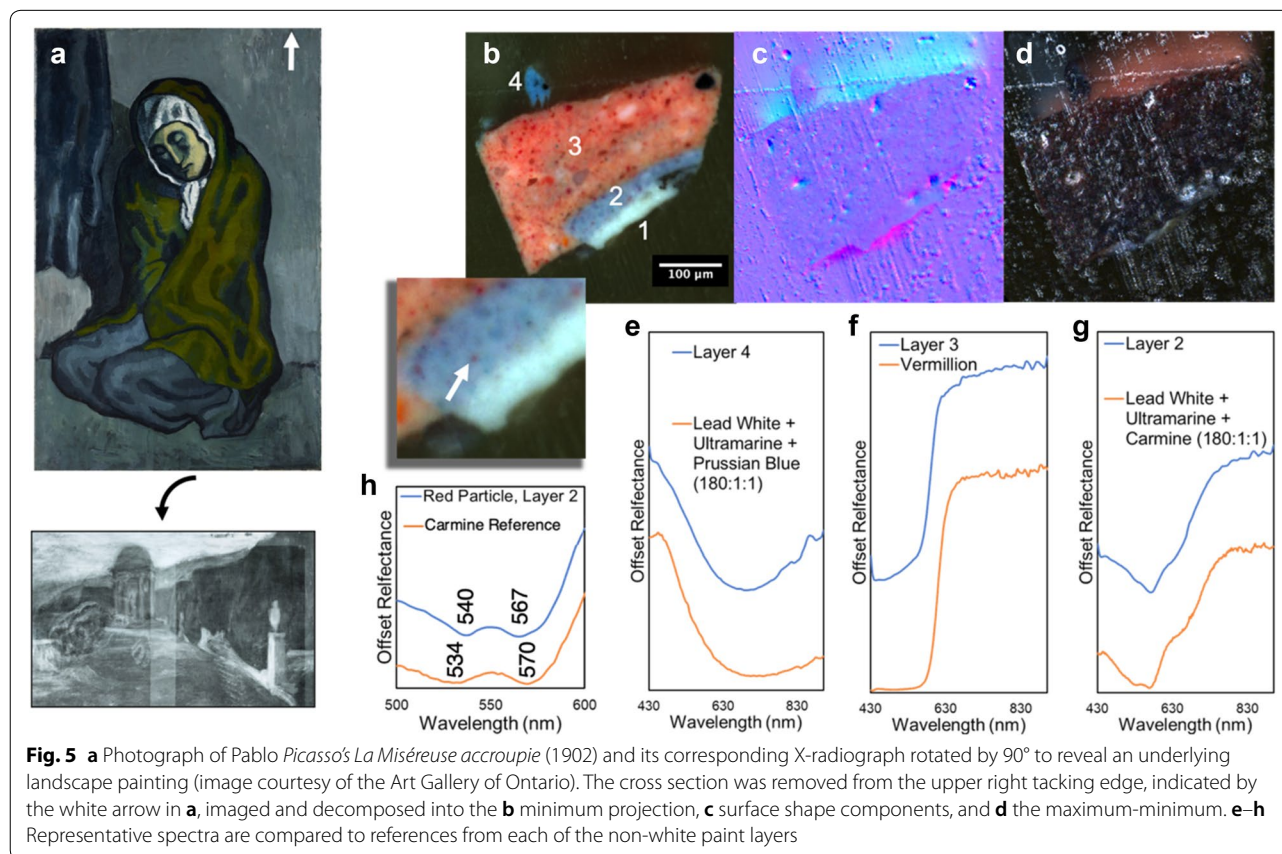 a
b
4
3
2
1
100 µm
c
d
e
Layer 4
Lead White +
Ultramarine +
Prussian Blue
(180:1:1)
Offset Relfectance
430 630 830
Wavelength (nm)
f
Layer 3
Vermillion
Offset Relfectance
430 630 830
Wavelength (nm)
g
Layer 2
Lead White +
Ultramarine +
Carmine (180:1:1)
Offset Relfectance
430 630 830
Wavelength (nm)
h
Red Particle, Layer 2
Carmine Reference
540 567
534 570
Offset Reflectance
500 550 600
Wavelength (nm)
Fig. 5 a Photograph of Pablo Picasso's La Miséreuse accroupie (1902) and its corresponding X-radiograph rotated by 90° to reveal an underlying
landscape painting (image courtesy of the Art Gallery of Ontario). The cross section was removed from the upper right tacking edge, indicated by
the white arrow in a, imaged and decomposed into the b minimum projection, c surface shape components, and d the maximum-minimum. e–h
Representative spectra are compared to references from each of the non-white paint layers